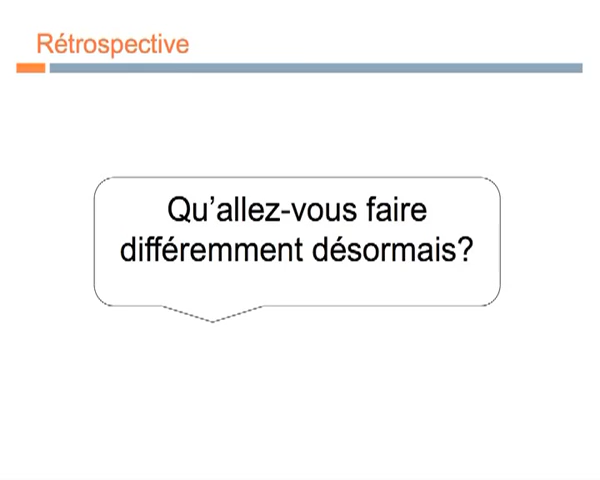 Rétrospective
Qu’allez-vous faire
différemment désormais?